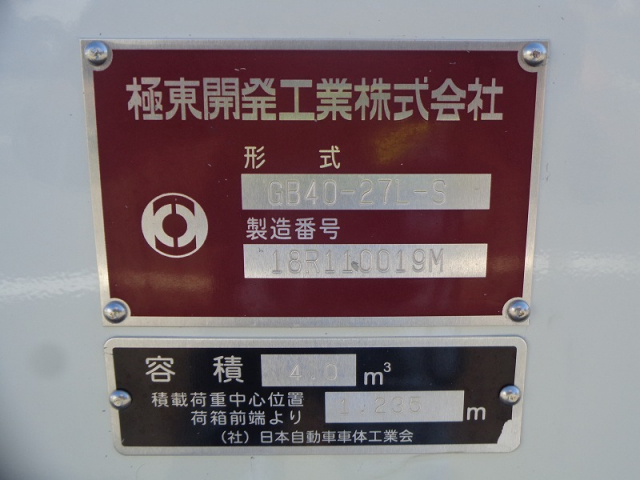 極東開発工業株式会社
形 式
GB40-27L-S
製造番号
18R110019M
容積 4.0 m³
積載荷重中心位置
荷箱前端より 1.295 m
(社)日本自動車車体工業会